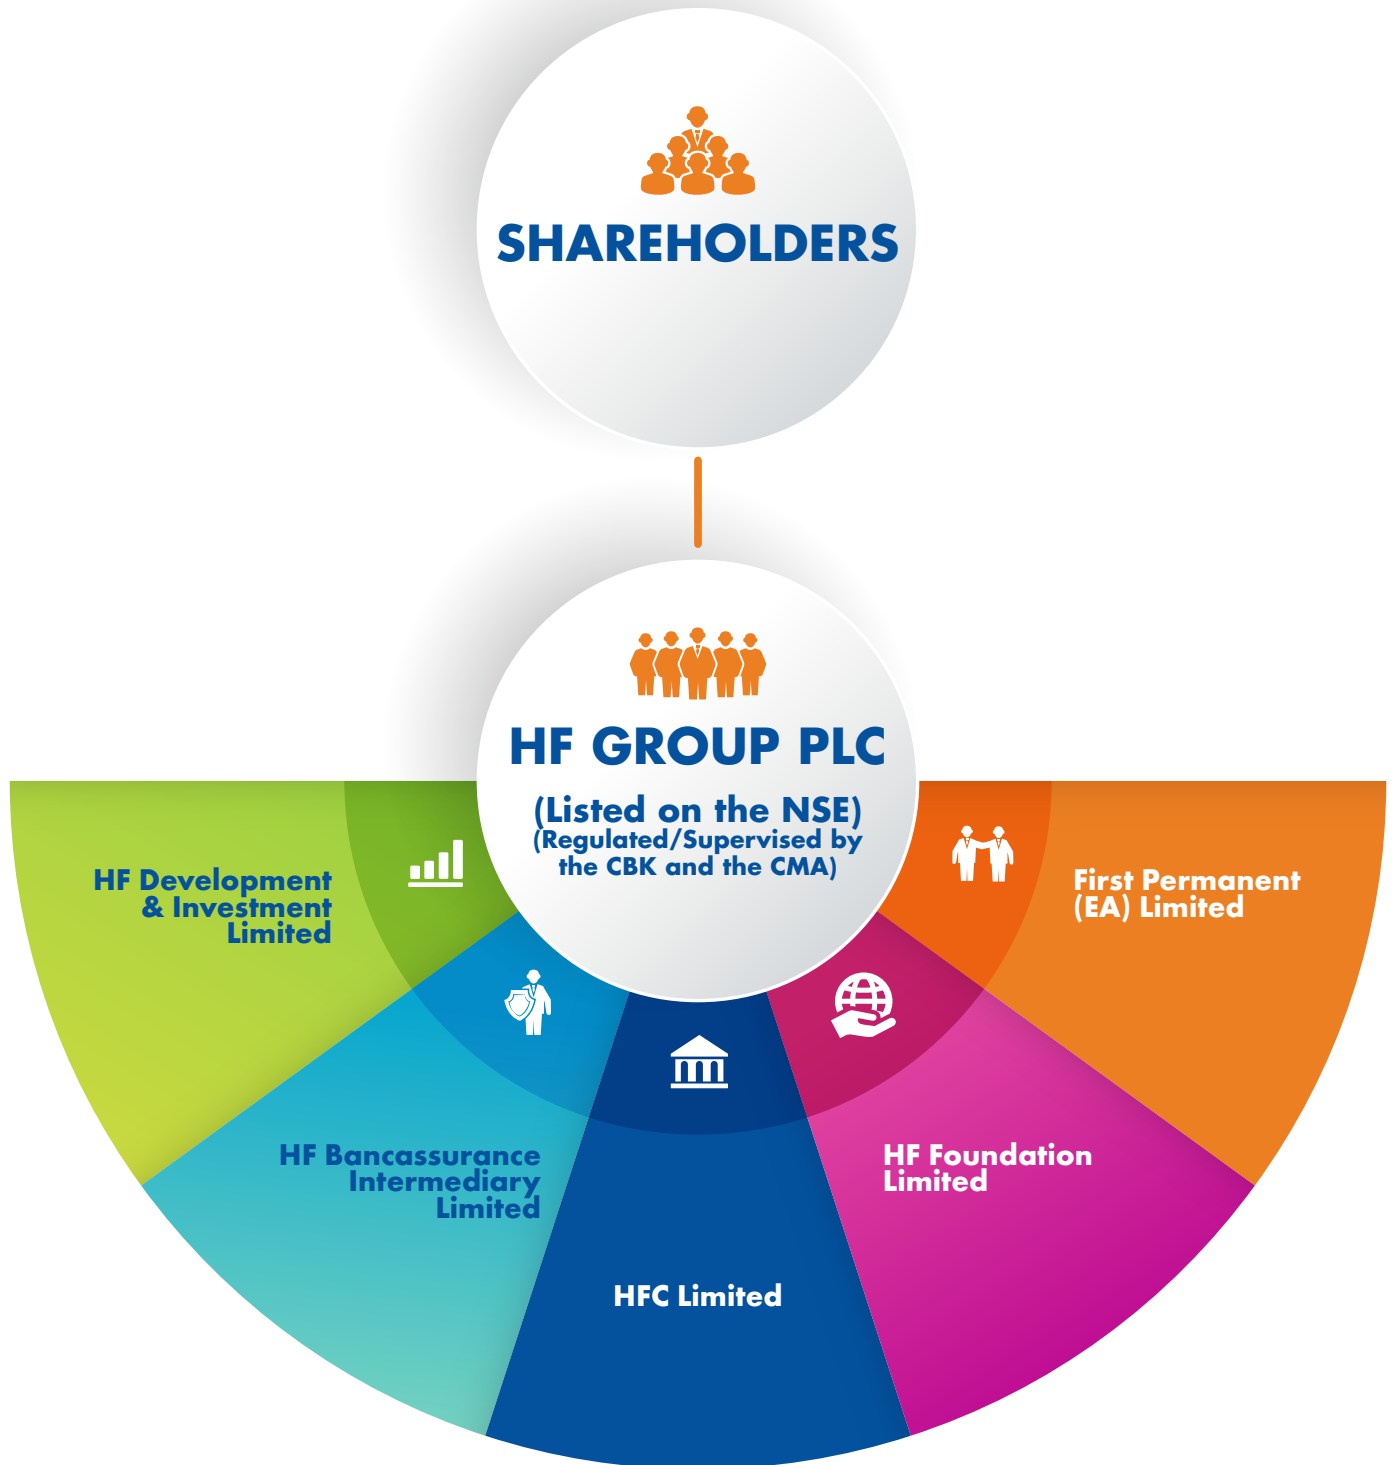 SHAREHOLDERS
HF GROUP PLC
(Listed on the NSE)
(Regulated/Supervised by
the CBK and the CMA)
HF Development
& Investment
Limited
HF Bancassurance
Intermediary
Limited
HFC Limited
HF Foundation
Limited
First Permanent
(EA) Limited